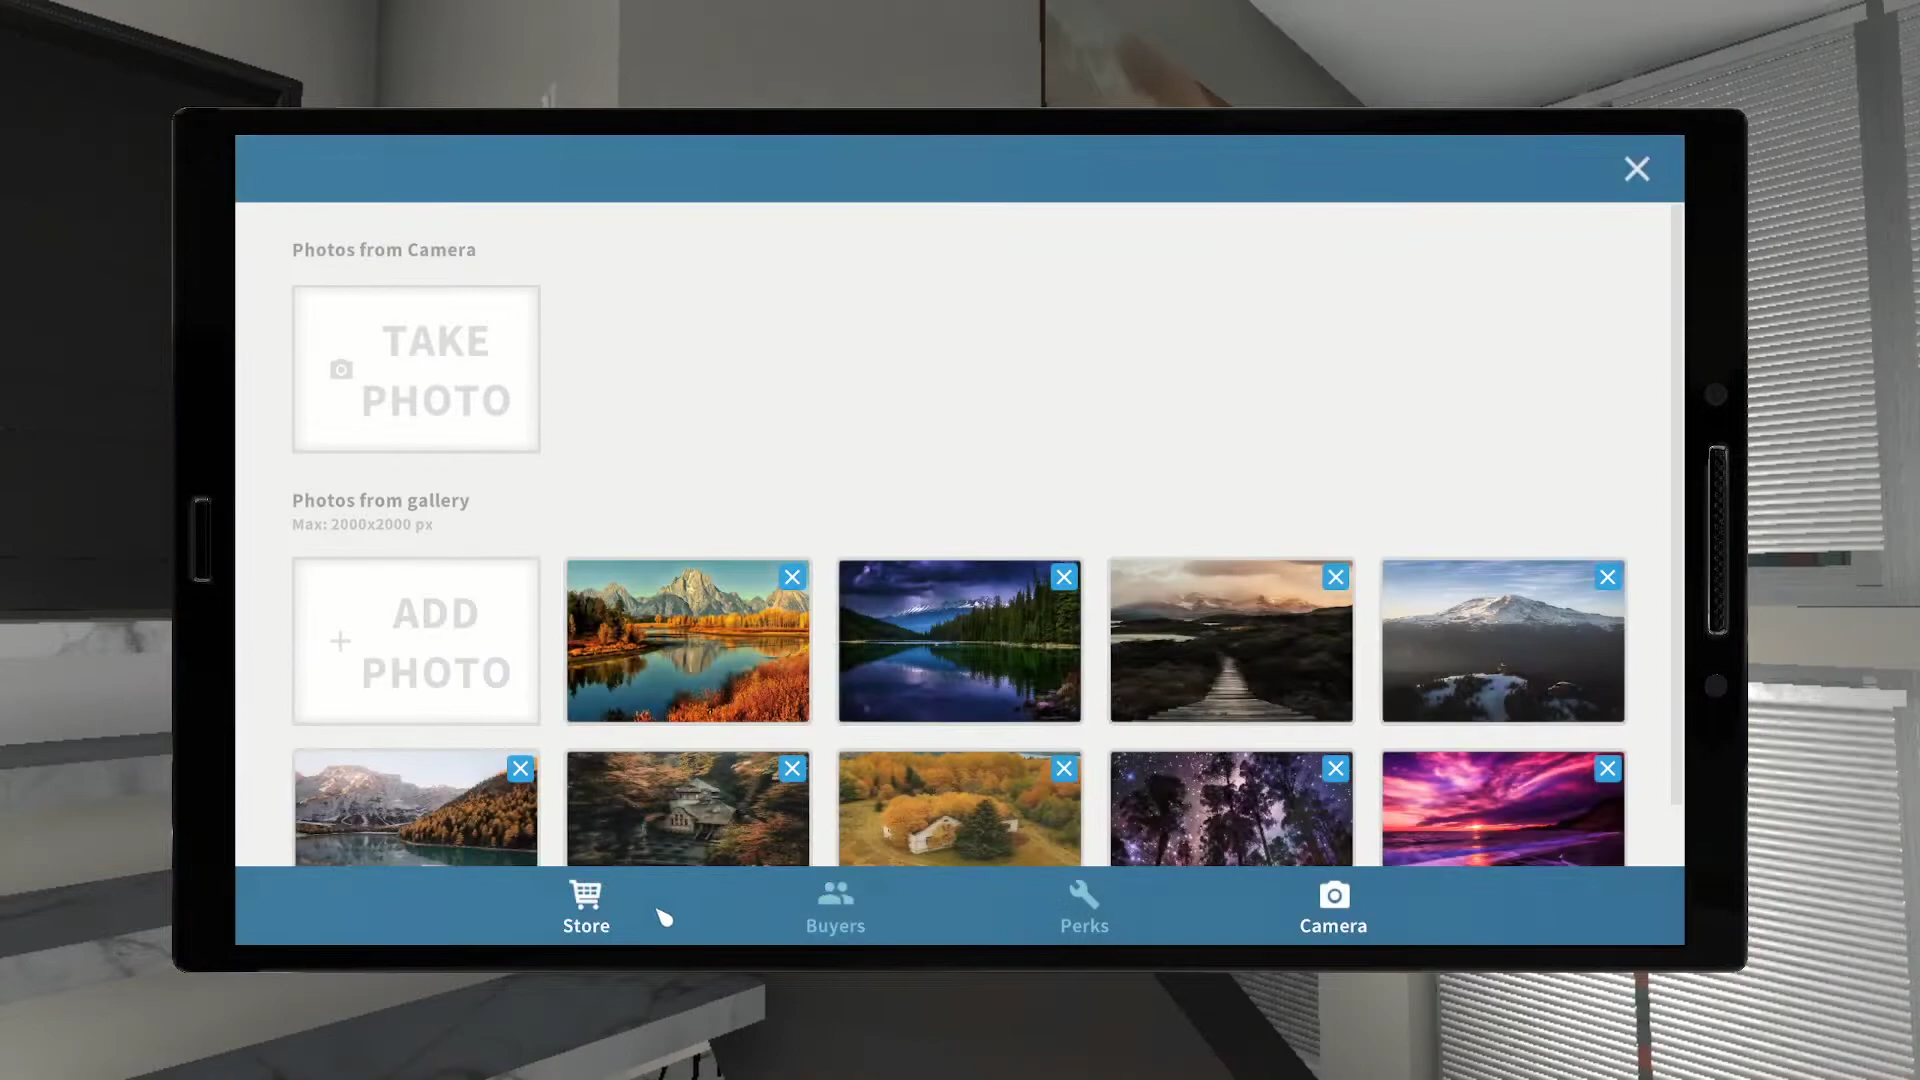 Photos from Camera
TAKE
PHOTO
Photos from gallery
Max: 2000x2000 px
ADD
PHOTO
Store
Buyers
Perks
Camera